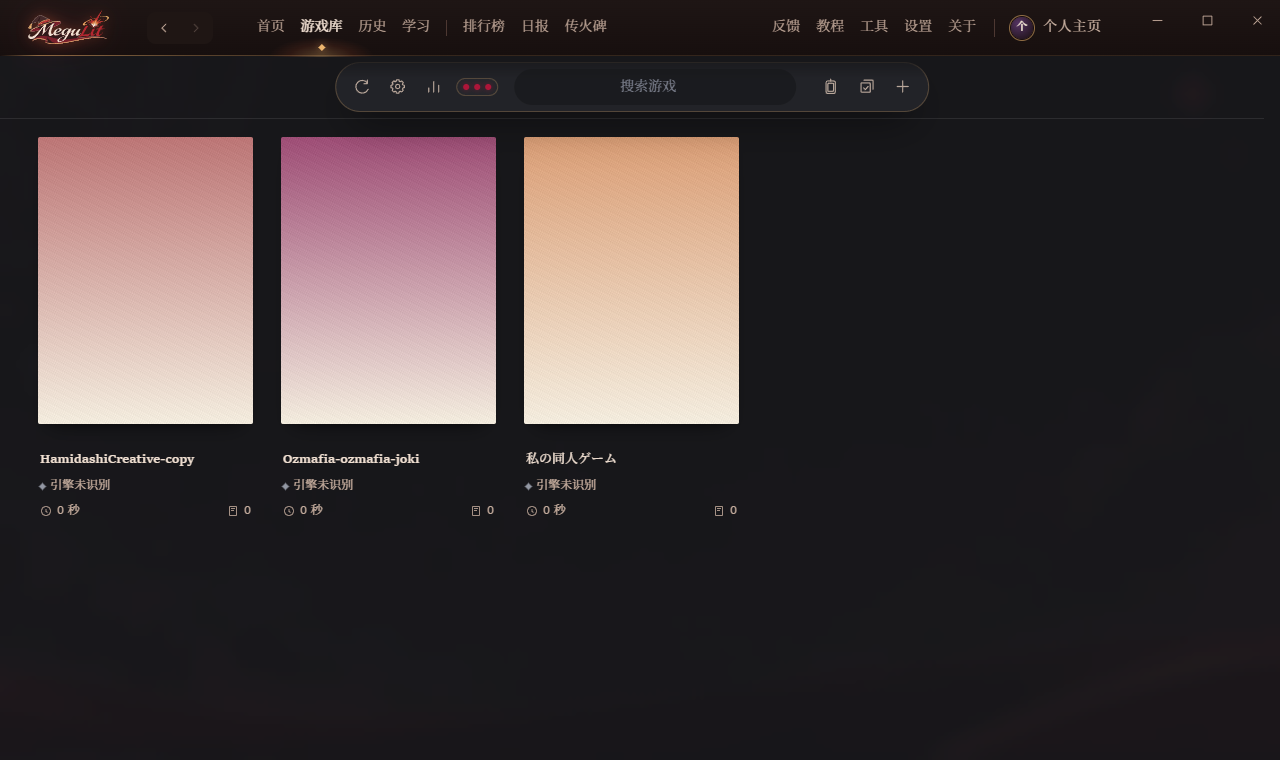 MeguLit
首页 游戏库 历史 学习 排行榜 日报 传火碑 反馈 教程 工具 设置 关于 个 个人主页
搜索游戏
HamidashiCreative-copy
引擎未识别
0 秒 0
Ozmafia-ozmafia-joki
引擎未识别
0 秒 0
私の同人ゲーム
引擎未识别
0 秒 0